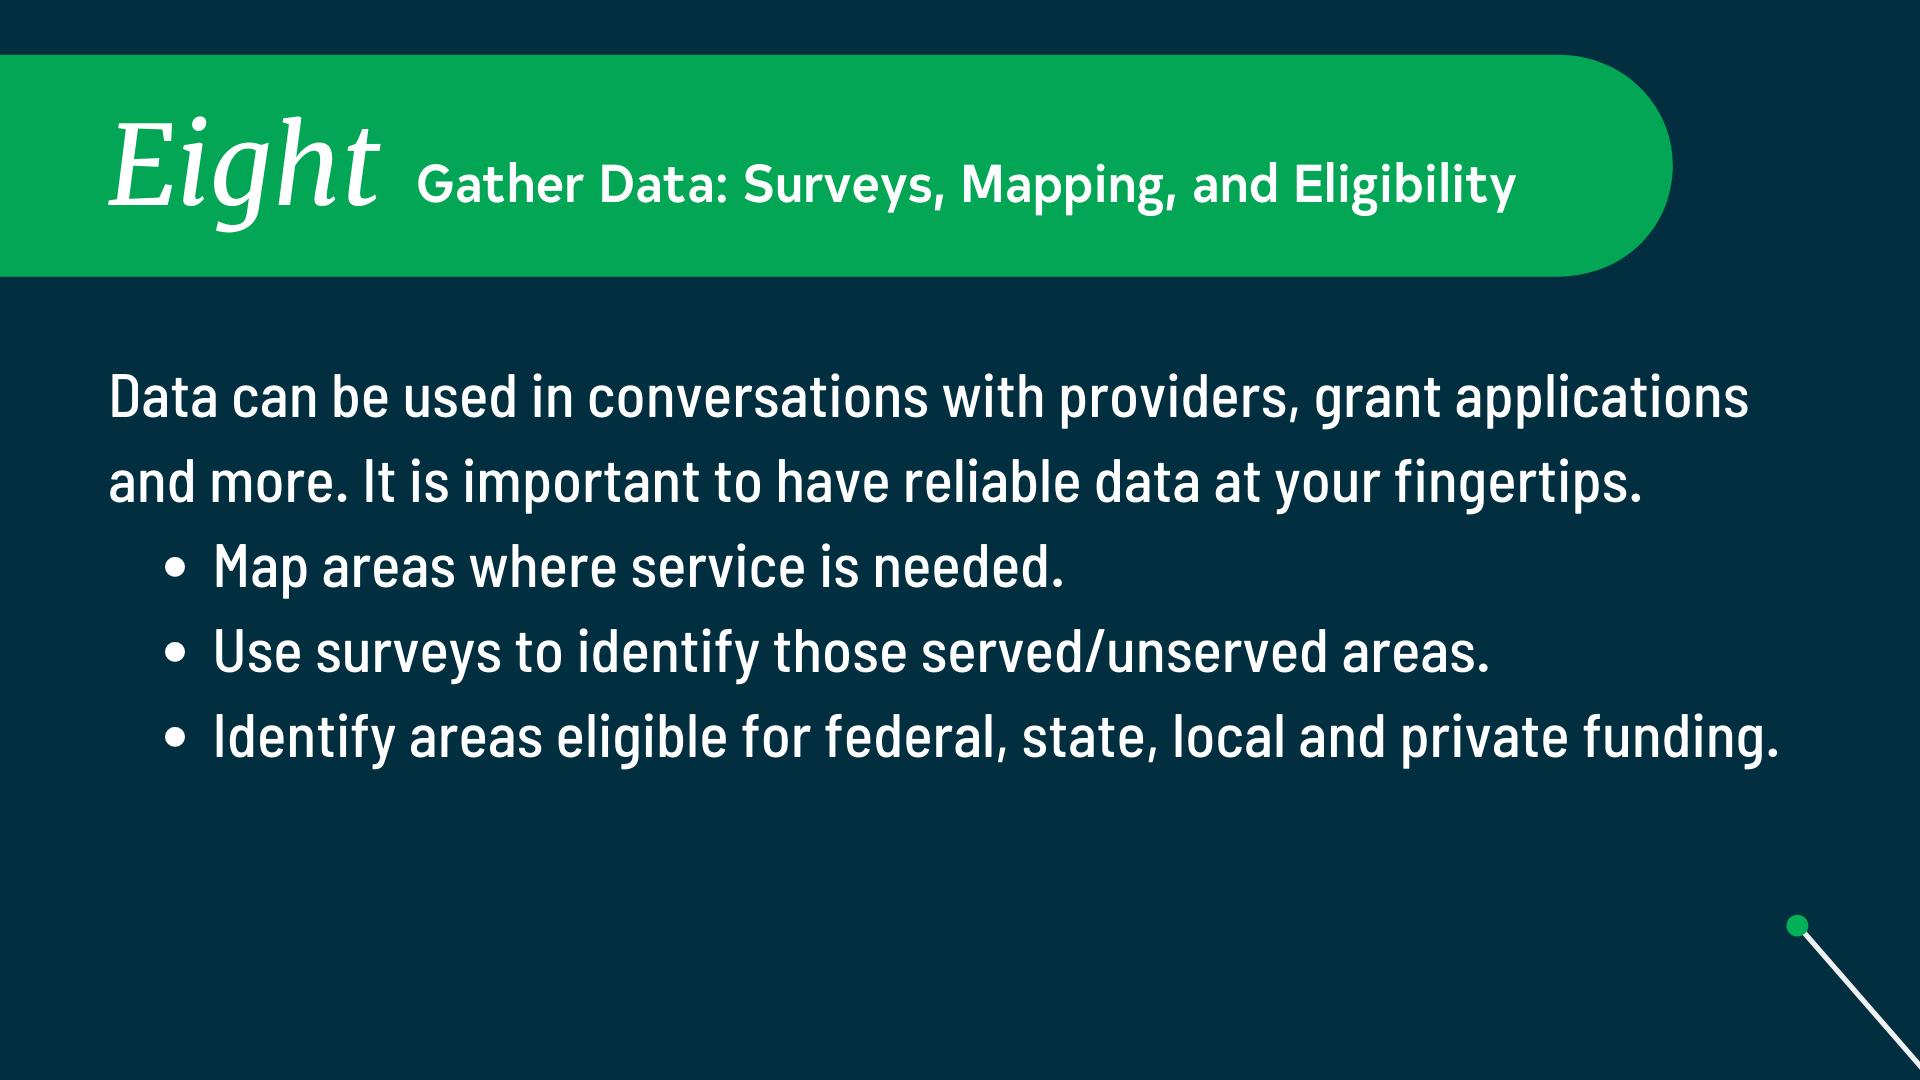 Eight Gather Data: Surveys, Mapping, and Eligibility
Data can be used in conversations with providers, grant applications
and more. It is important to have reliable data at your fingertips.
• Map areas where service is needed.
• Use surveys to identify those served/unserved areas.
• Identify areas eligible for federal, state, local and private funding.